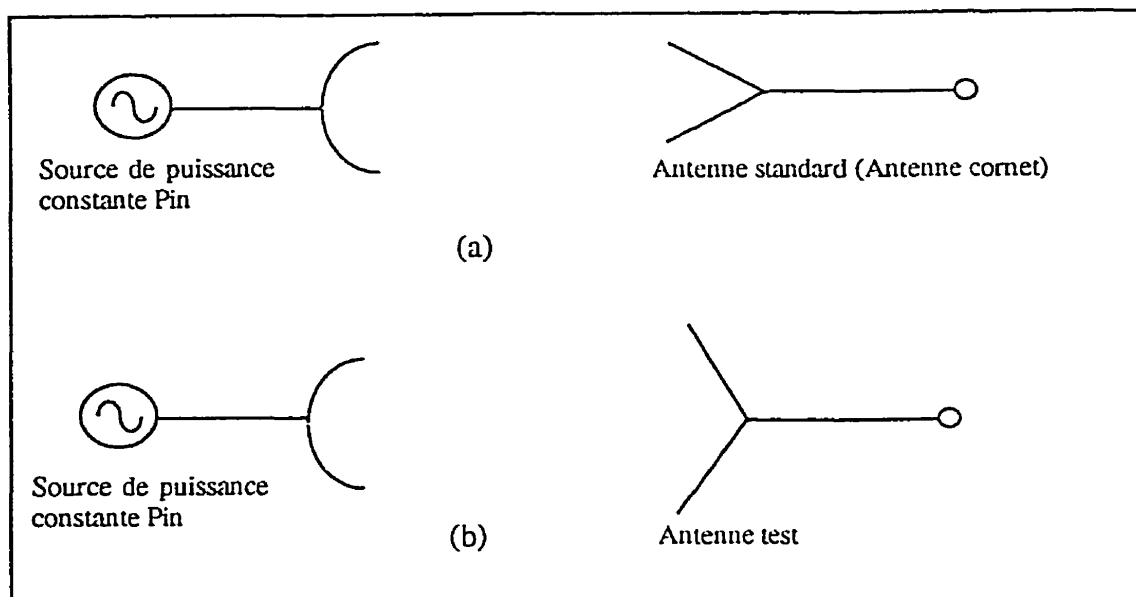 Source de puissance
constante Pin
Antenne standard (Antenne cornet)
(a)
Source de puissance
constante Pin
Antenne test
(b)